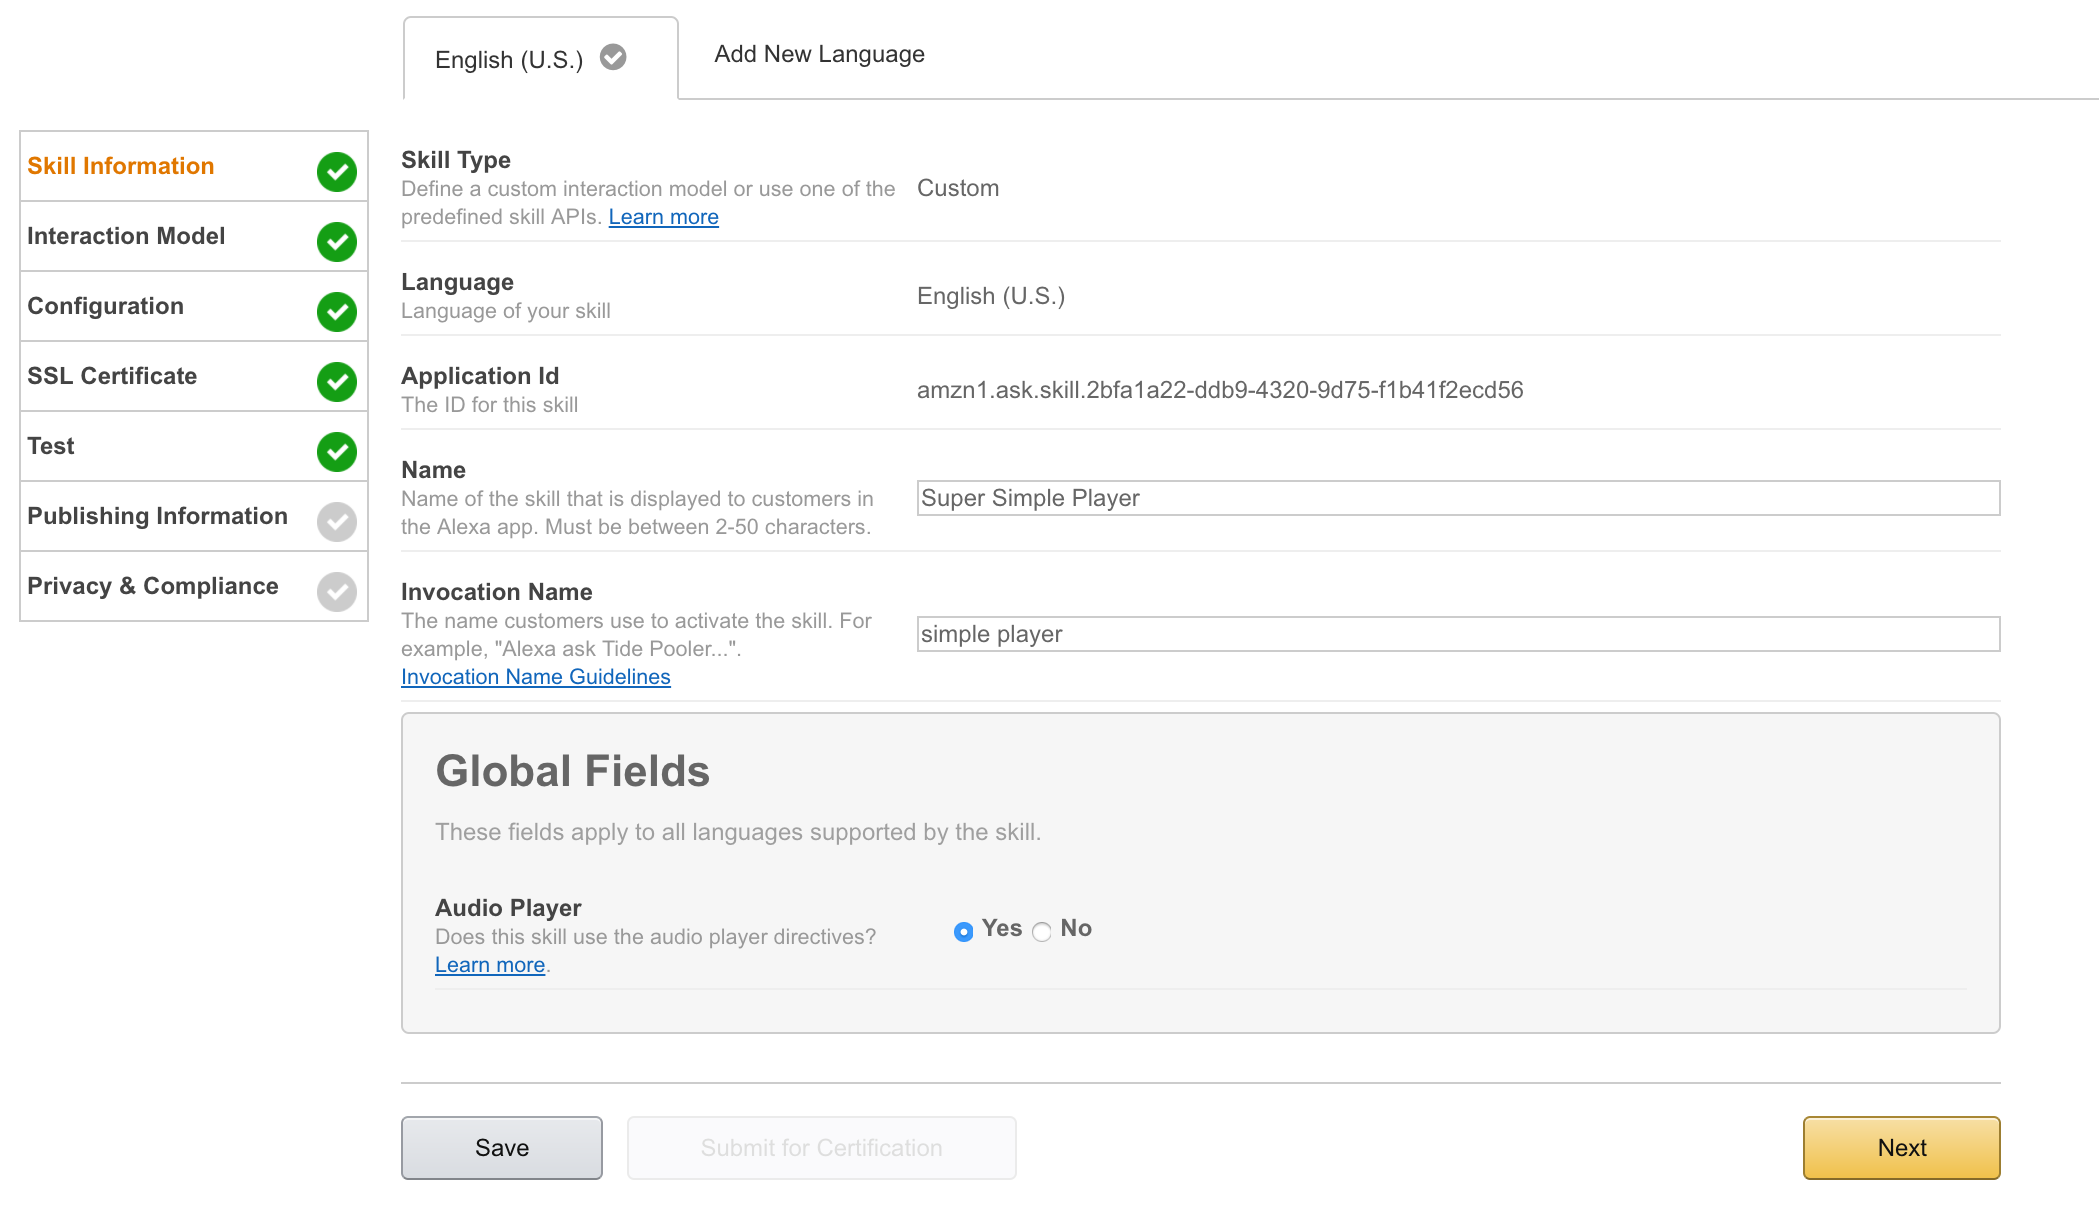 English (U.S.)
Add New Language
Skill Information
Interaction Model
Configuration
SSL Certificate
Test
Publishing Information
Privacy & Compliance
Skill Type
Define a custom interaction model or use one of the
predefined skill APIs. Learn more
Custom
Language
Language of your skill
English (U.S.)
Application Id
The ID for this skill
amzn1.ask.skill.2bfa1a22-ddb9-4320-9d75-f1b41f2ecd56
Name
Name of the skill that is displayed to customers in
the Alexa app. Must be between 2-50 characters.
Super Simple Player
Invocation Name
The name customers use to activate the skill. For
example, "Alexa ask Tide Pooler...".
Invocation Name Guidelines
simple player
Global Fields
These fields apply to all languages supported by the skill.
Audio Player
Does this skill use the audio player directives?
Learn more.
Yes No
Save
Submit for Certification
Next